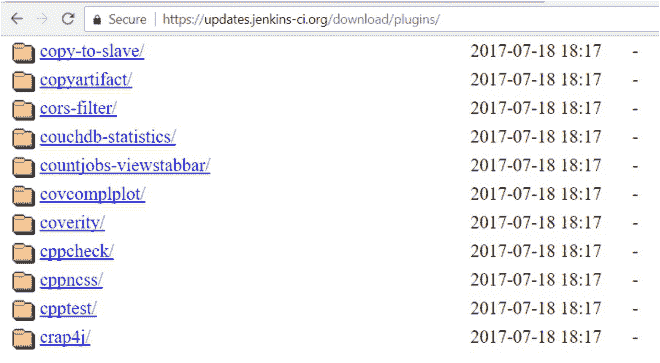 Secure https://updates.jenkins-ci.org/download/plugins/
copy-to-slave/ 2017-07-18 18:17 -
copyartifact/ 2017-07-18 18:17 -
cors-filter/ 2017-07-18 18:17 -
couchdb-statistics/ 2017-07-18 18:17 -
countjobs-viewstabbar/ 2017-07-18 18:17 -
covcomplplot/ 2017-07-18 18:17 -
coverity/ 2017-07-18 18:17 -
cppcheck/ 2017-07-18 18:17 -
cppncss/ 2017-07-18 18:17 -
cpptest/ 2017-07-18 18:17 -
crap4j/ 2017-07-18 18:17 -